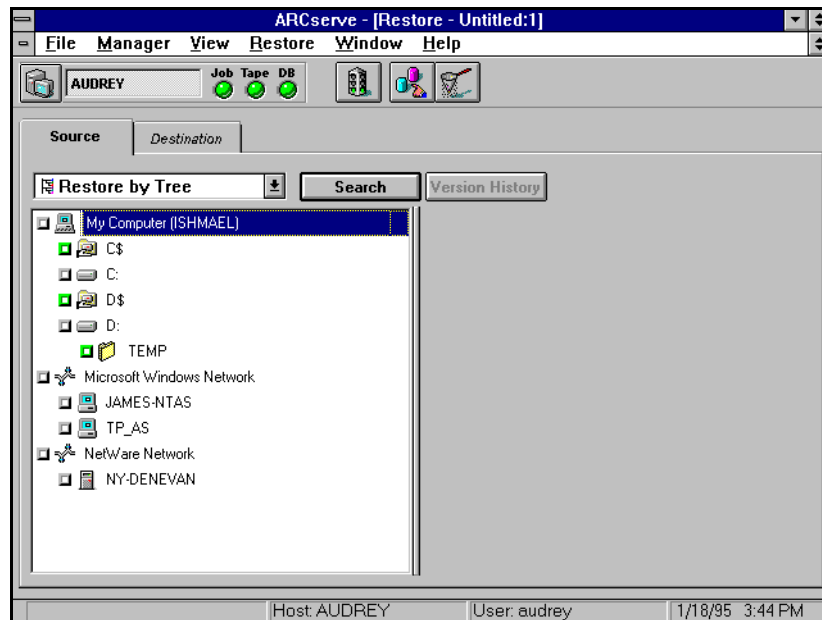 ARCserve - [Restore - Untitled:1]
File Manager View Restore Window Help
AUDREY Job Tape DB
Source Destination
Restore by Tree Search Version History
My Computer (ISHMAEL)
C$
C:
D$
D:
TEMP
Microsoft Windows Network
JAMES-NTAS
TP_AS
NetWare Network
NY-DENEVAN
Host: AUDREY User: audrey 1/18/95 3:44 PM